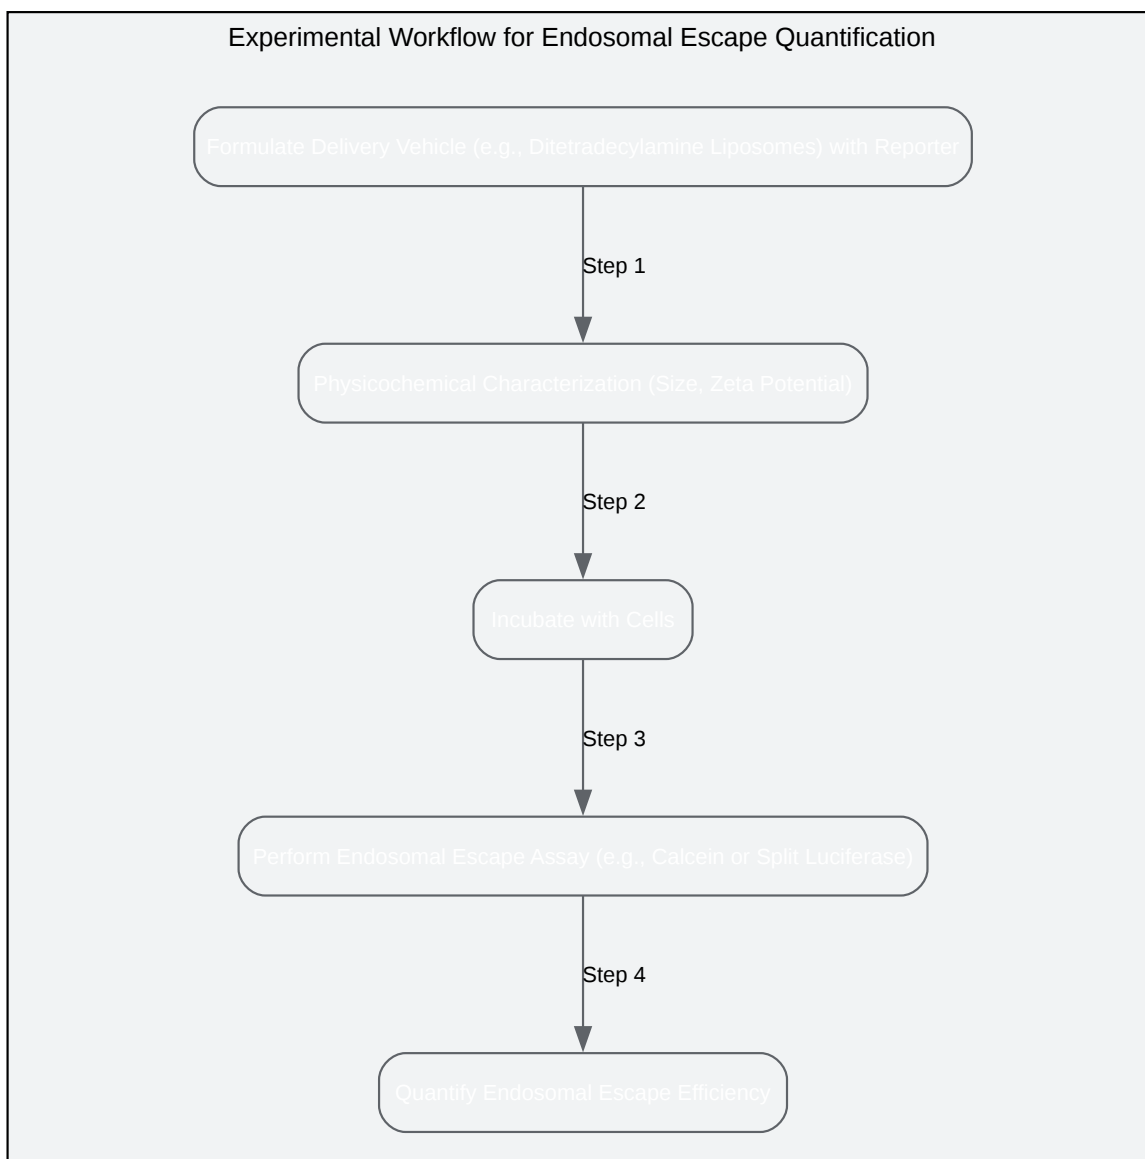 Experimental Workflow for Endosomal Escape Quantification
Formulate Delivery Vehicle (e.g., Ditetradecylamine Liposomes) with Reporter
Step 1
Physicochemical Characterization (Size, Zeta Potential)
Step 2
Incubate with Cells
Step 3
Perform Endosomal Escape Assay (e.g., Calcein or Split Luciferase)
Step 4
Quantify Endosomal Escape Efficiency